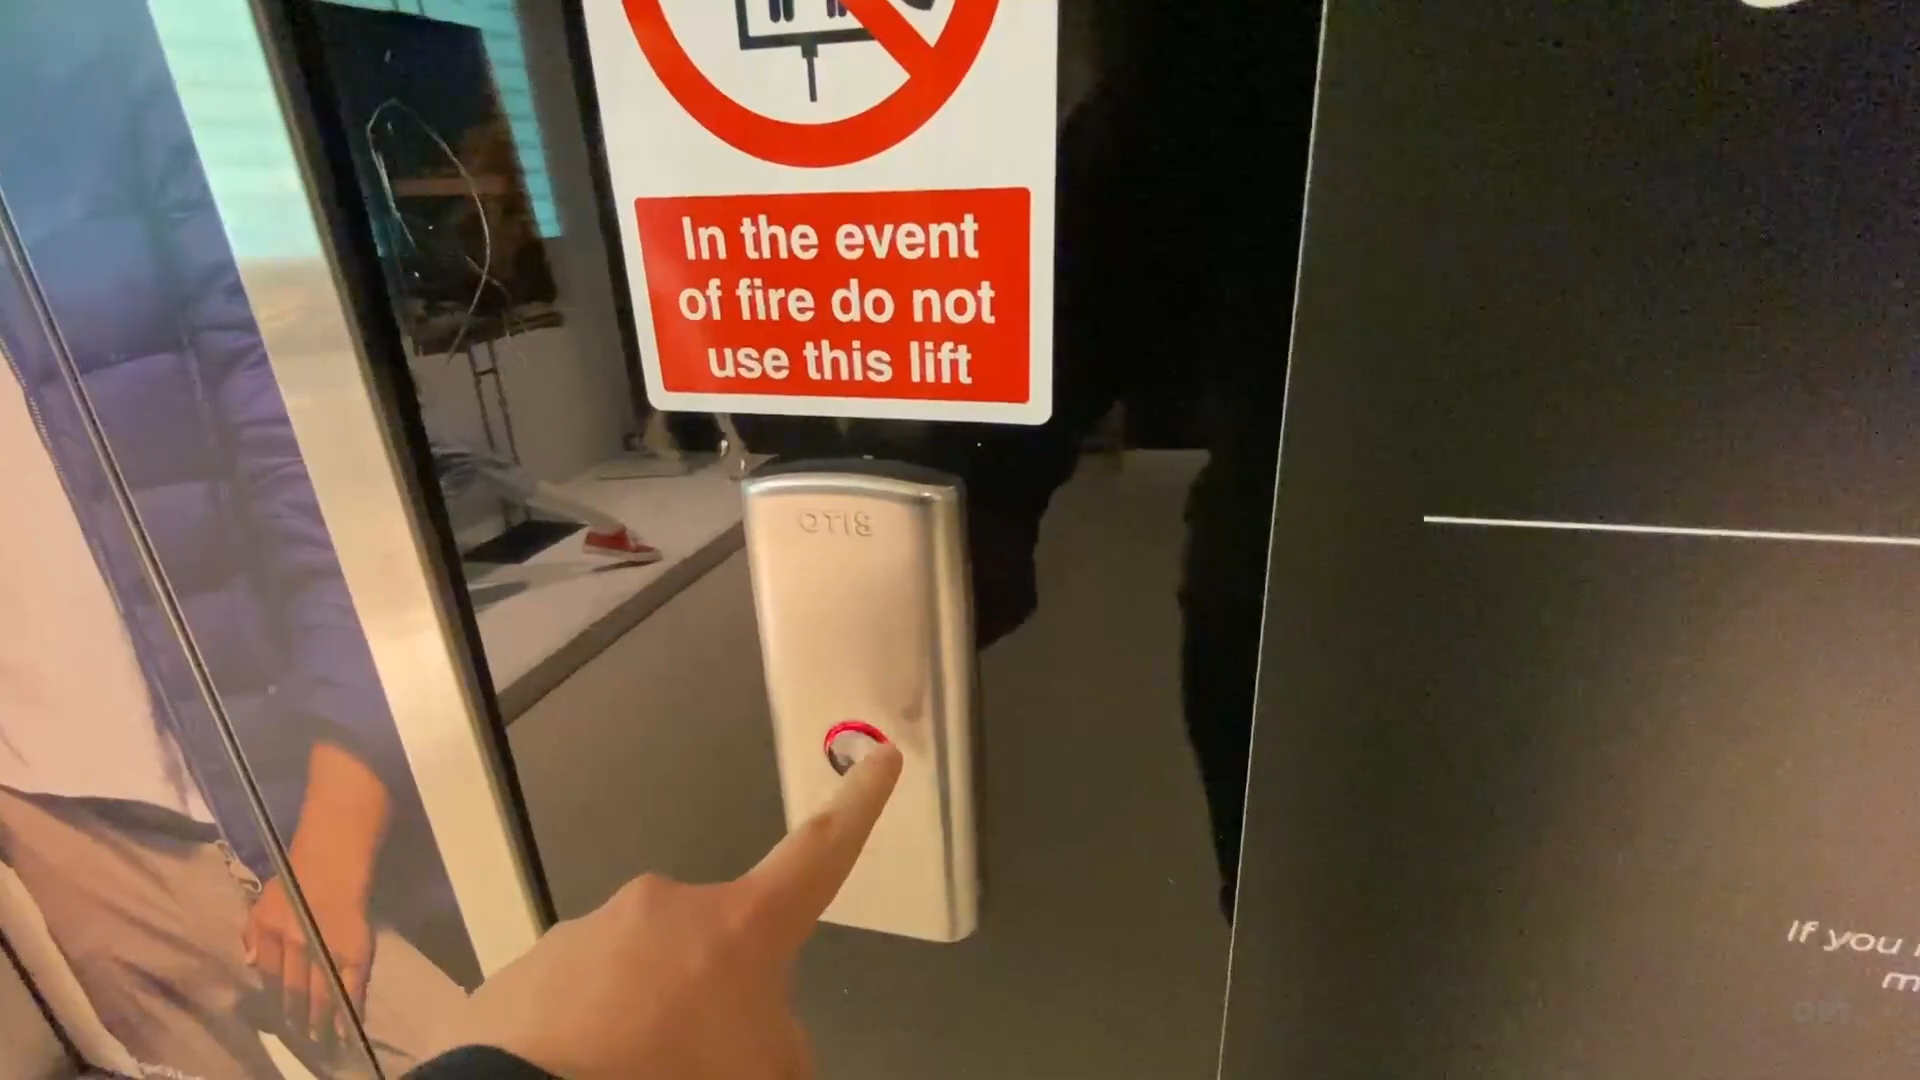 In the event
of fire do not
use this lift
OTIS
If you